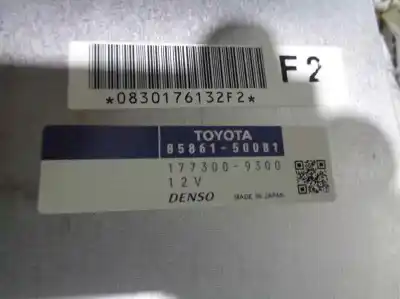 *0830176132F2*
F2
TOYOTA
85861-50081
177300-9300
12V
DENSO
MADE IN JAPAN